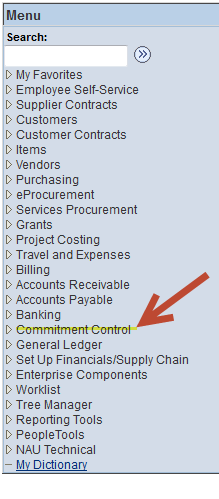 Menu
Search:
My Favorites
Employee Self-Service
Supplier Contracts
Customers
Customer Contracts
Items
Vendors
Purchasing
eProcurement
Services Procurement
Grants
Project Costing
Travel and Expenses
Billing
Accounts Receivable
Accounts Payable
Banking
Commitment Control
General Ledger
Set Up Financials/Supply Chain
Enterprise Components
Worklist
Tree Manager
Reporting Tools
PeopleTools
NAU Technical
My Dictionary